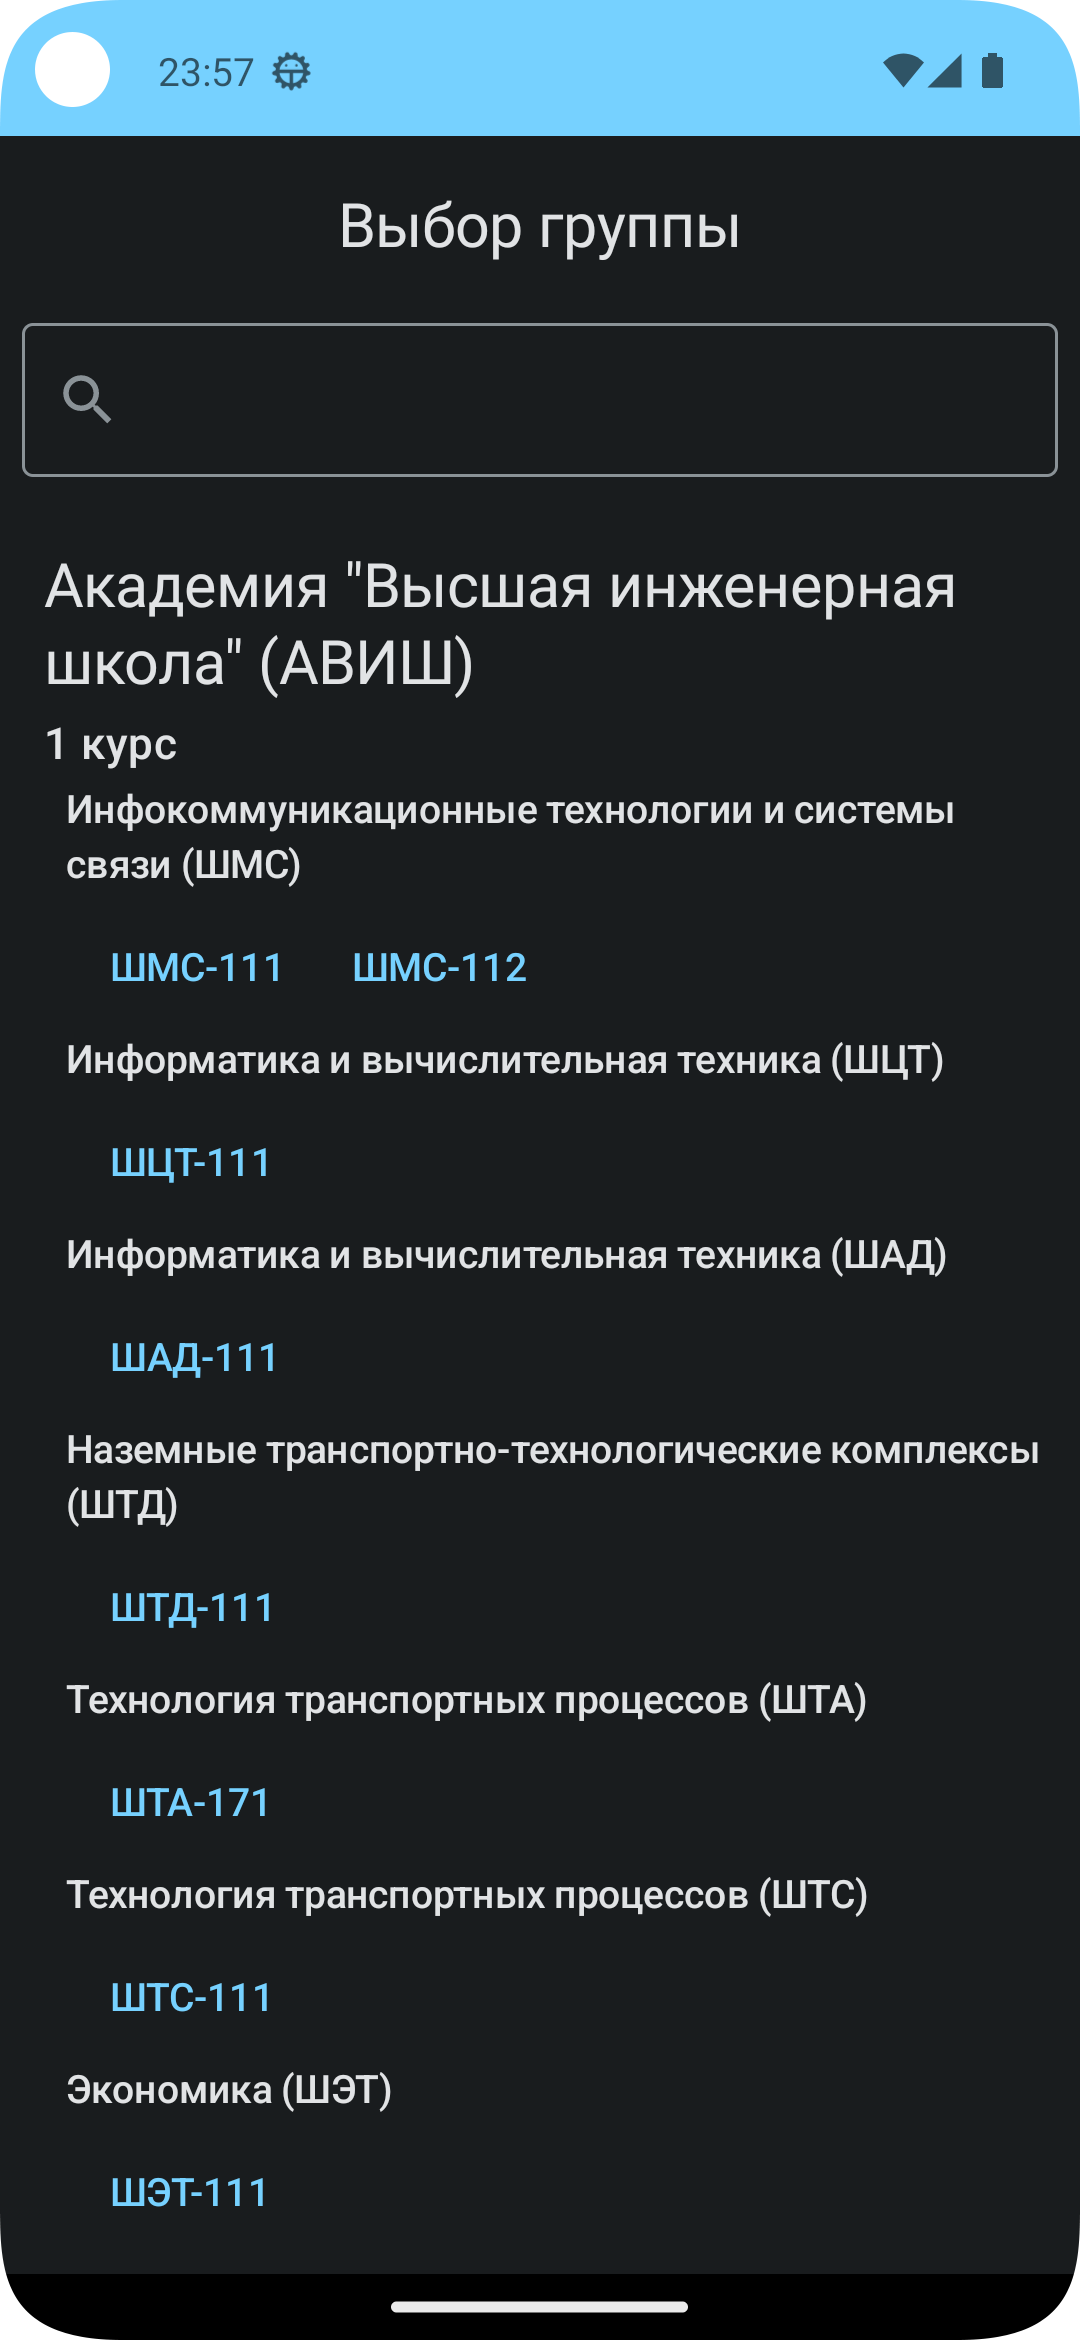 23:57
Выбор группы
Академия "Высшая инженерная
школа" (АВИШ)
1 курс
Инфокоммуникационные технологии и системы
связи (ШМС)
ШМС-111 ШМС-112
Информатика и вычислительная техника (ШЦТ)
ШЦТ-111
Информатика и вычислительная техника (ШАД)
ШАД-111
Наземные транспортно-технологические комплексы
(ШТД)
ШТД-111
Технология транспортных процессов (ШТА)
ШТА-171
Технология транспортных процессов (ШТС)
ШТС-111
Экономика (ШЭТ)
ШЭТ-111